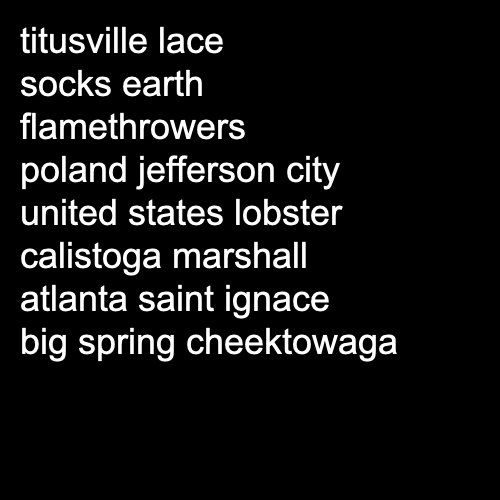 titusville lace
socks earth
flamethrowers
poland jefferson city
united states lobster
calistoga marshall
atlanta saint ignace
big spring cheektowaga